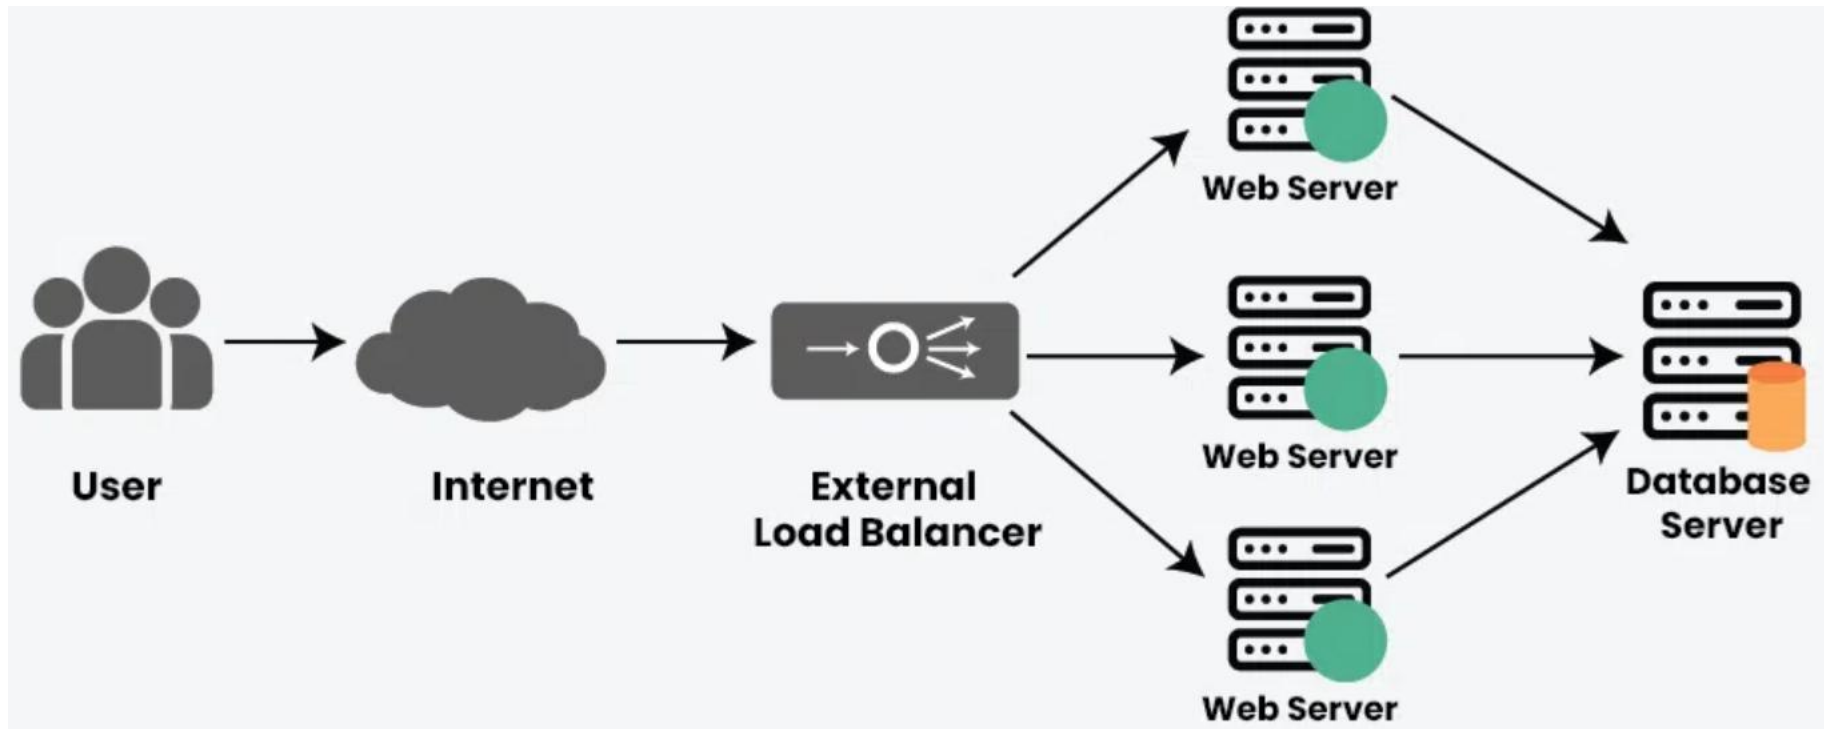 User
Internet
External
Load Balancer
Web Server
Web Server
Web Server
Database
Server